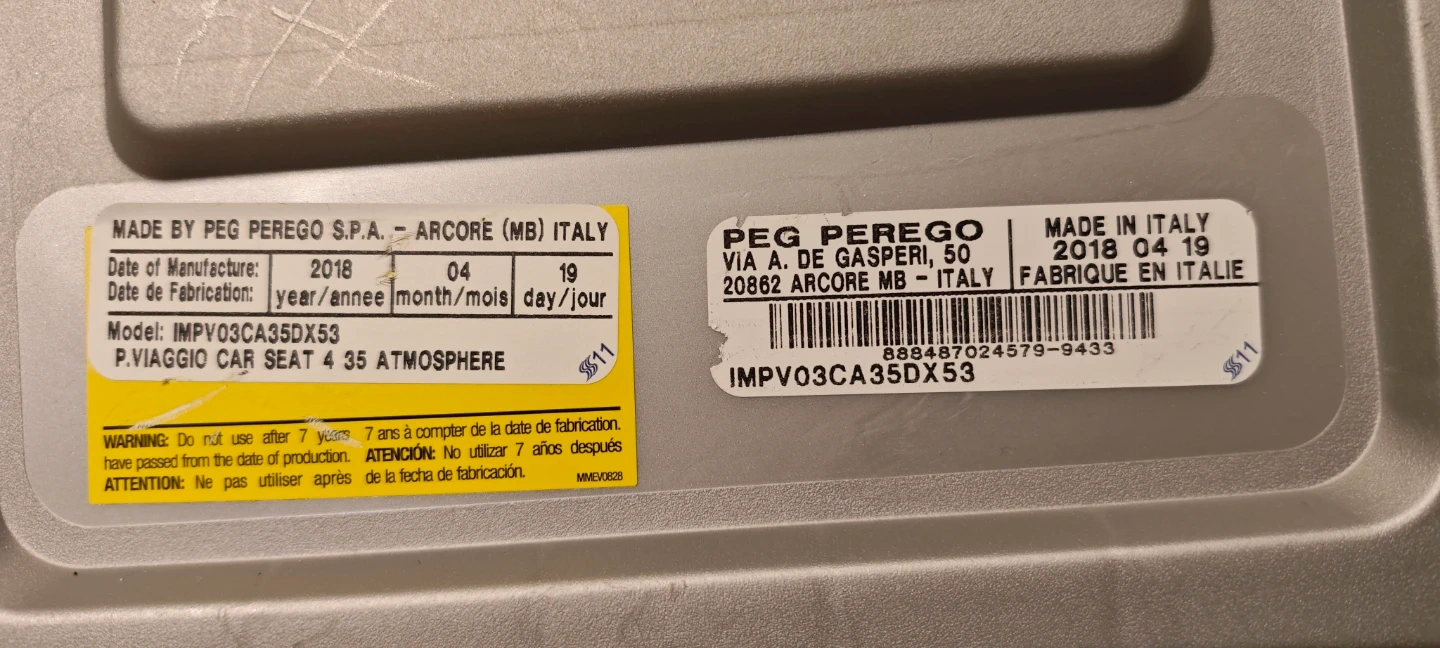 MADE BY PEG PEREGO S.P.A. - ARCORE (MB) ITALY
Date of Manufacture:
Date de Fabrication:
2018
year/annee
04
month/mois
19
day/jour
Model: IMPV03CA35DX53
P.VIAGGIO CAR SEAT 4 35 ATMOSPHERE
SSS11
WARNING: Do not use after 7 years
have passed from the date of production.
ATTENTION: Ne pas utiliser après
7 ans à compter de la date de fabrication.
ATENCIÓN: No utilizar 7 años después
de la fecha de fabricación.
MMEV0828
PEG PEREGO
VIA A. DE GASPERI, 50
20862 ARCORE MB - ITALY
MADE IN ITALY
2018 04 19
FABRIQUE EN ITALIE
888487024579-9433
IMPV03CA35DX53
SSS11